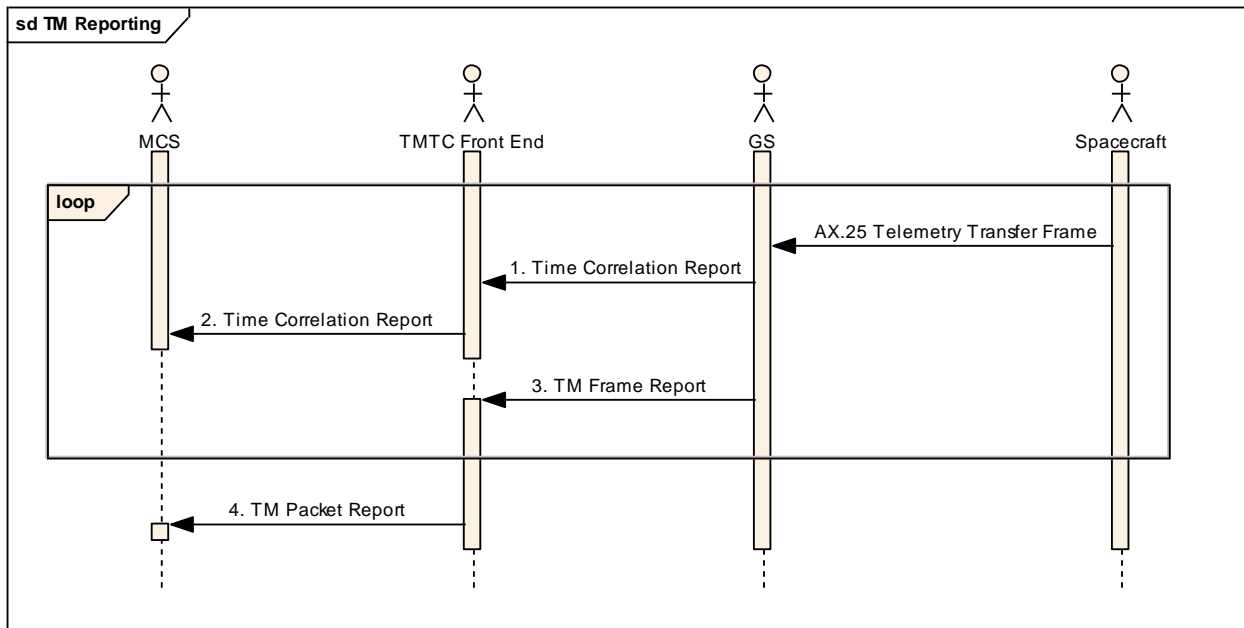 sd TM Reporting
MCS
TMTC Front End
GS
Spacecraft
loop
AX.25 Telemetry Transfer Frame
1. Time Correlation Report
2. Time Correlation Report
3. TM Frame Report
4. TM Packet Report